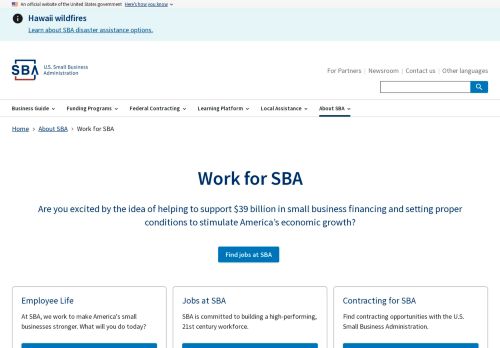 An official website of the United States government Here's how you know
Hawaii wildfires
Learn about SBA disaster assistance options.
SBA
U.S. Small Business
Administration
For Partners
Newsroom
Contact us
Other languages
Business Guide
Funding Programs
Federal Contracting
Learning Platform
Local Assistance
About SBA
Home
About SBA
Work for SBA
Work for SBA
Are you excited by the idea of helping to support $39 billion in small business financing and setting proper
conditions to stimulate America's economic growth?
Find jobs at SBA
Employee Life
At SBA, we work to make America's small
businesses stronger. What will you do today?
Jobs at SBA
SBA is committed to building a high-performing,
21st century workforce.
Contracting for SBA
Find contracting opportunities with the U.S.
Small Business Administration.